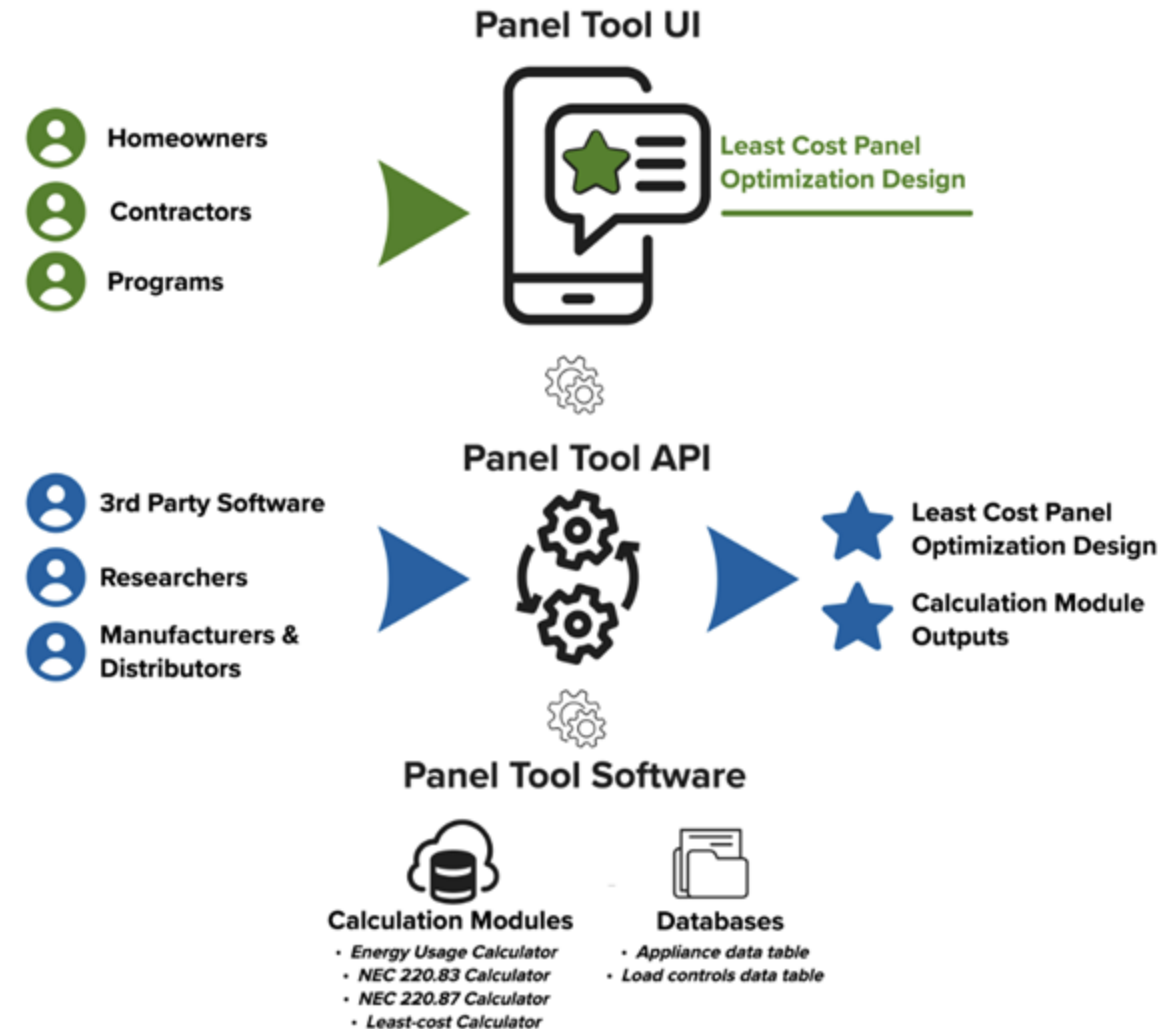 Panel Tool UI
Homeowners
Contractors
Programs
Least Cost Panel
Optimization Design
Panel Tool API
3rd Party Software
Researchers
Manufacturers &
Distributors
Least Cost Panel
Optimization Design
Calculation Module
Outputs
Panel Tool Software
Calculation Modules
• Energy Usage Calculator
• NEC 220.83 Calculator
• NEC 220.87 Calculator
• Least-cost Calculator
Databases
• Appliance data table
• Load controls data table